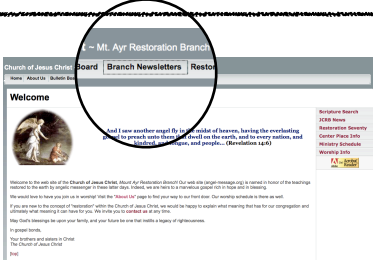 t ~ Mt. Ayr Restoration Branch
Church of Jesus Christ
Board Branch Newsletters Restor
Home About Us Bulletin Boa
Welcome
Scripture Search
JCRB News
Restoration Seventy
Center Place Info
Ministry Schedule
Worship Info
And I saw another angel fly in the midst of heaven, having the everlasting
gospel to preach unto them that dwell on the earth, and to every nation, and
kindred, and tongue, and people... (Revelation 14:6)
Welcome to the web site of the Church of Jesus Christ, Mount Ayr Restoration Branch! Our web site (angel-message.org) is named in honor of the teachings
restored to the earth by angelic messenger in these latter days. Indeed, we are heirs to a marvelous gospel rich in hope and in blessing.
We would love to have you join us in worship! Visit the "About Us" page to find your way to our front door. Our worship schedule is there as well.
If you are new to the concept of "restoration" within the Church of Jesus Christ, we would be happy to explain what meaning that has for our congregation and
ultimately what meaning it can have for you. We invite you to contact us at any time.
May God's blessings be upon your family, and your future be one that instills a legacy of righteousness.
In gospel bonds,
Your brothers and sisters in Christ
The Church of Jesus Christ
[top]